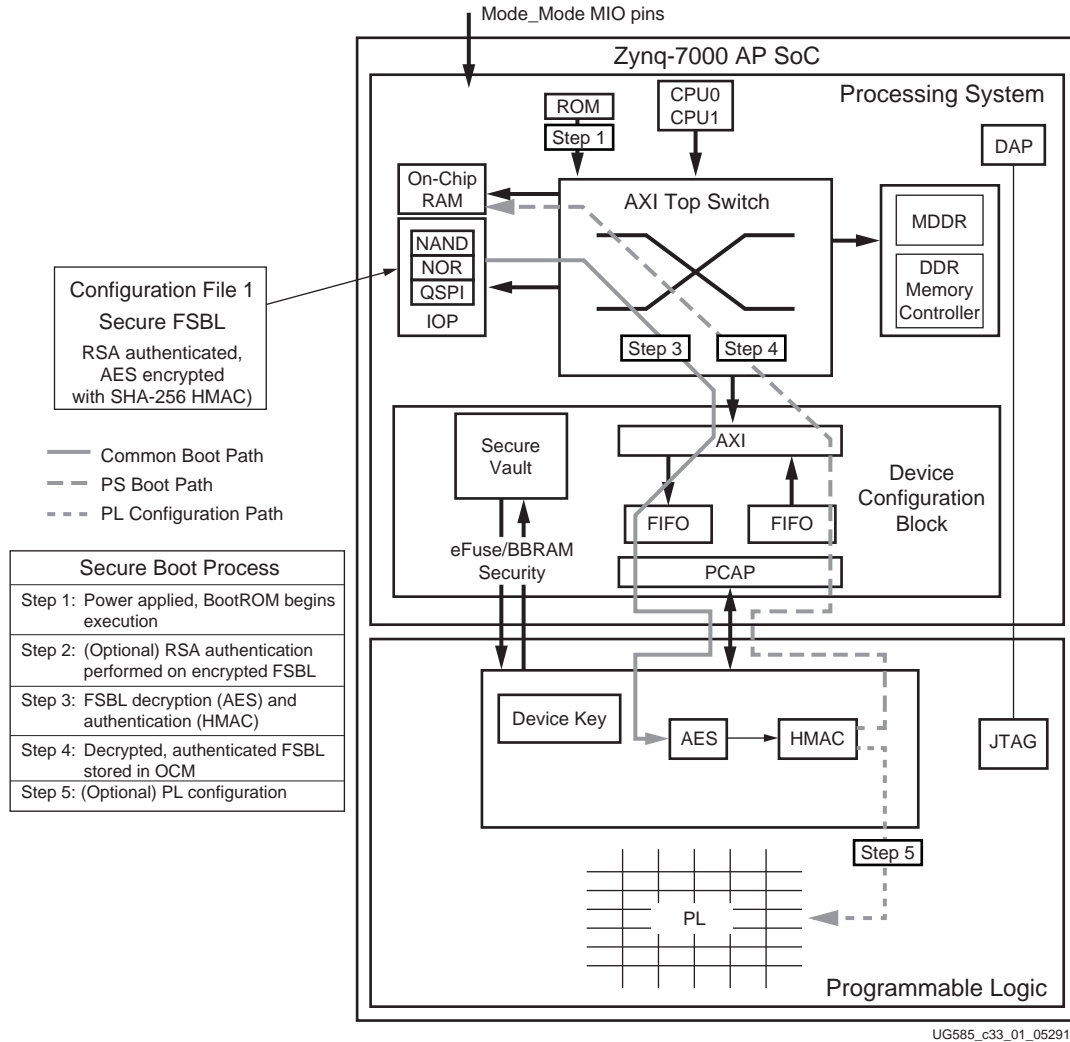 Mode_Mode MIO pins
Zynq-7000 AP SoC
Processing System
ROM
Step 1
CPU0
CPU1
DAP
On-Chip
RAM
AXI Top Switch
MDDR
DDR
Memory
Controller
NAND
NOR
QSPI
IOP
Configuration File 1
Secure FSBL
RSA authenticated,
AES encrypted
with SHA-256 HMAC)
Step 3
Step 4
Common Boot Path
PS Boot Path
PL Configuration Path
Secure
Vault
AXI
FIFO
FIFO
Device
Configuration
Block
eFuse/BBRAM
Security
PCAP
Secure Boot Process
Step 1: Power applied, BootROM begins
execution
Step 2: (Optional) RSA authentication
performed on encrypted FSBL
Step 3: FSBL decryption (AES) and
authentication (HMAC)
Step 4: Decrypted, authenticated FSBL
stored in OCM
Step 5: (Optional) PL configuration
Device Key
AES
HMAC
JTAG
Step 5
PL
Programmable Logic
UG585_c33_01_05291